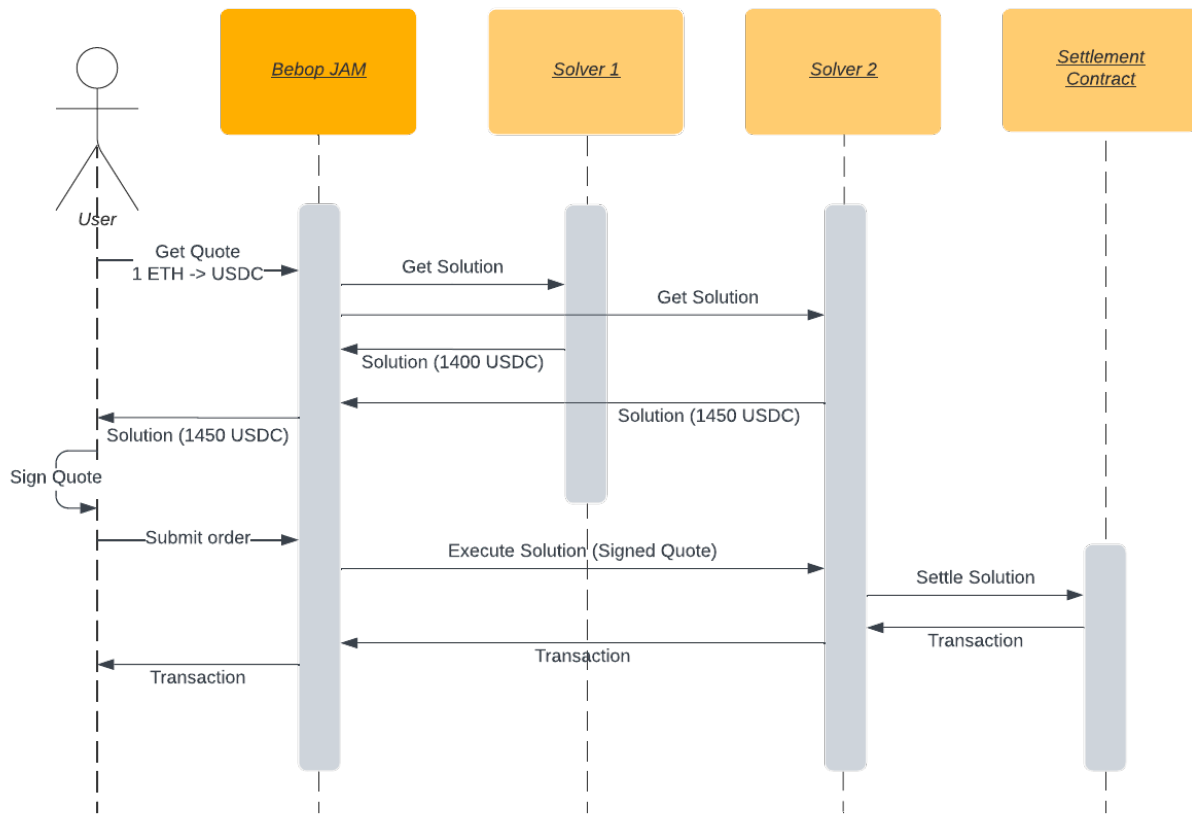 Bebop JAM
Solver 1
Solver 2
Settlement
Contract
User
Get Quote
1 ETH -> USDC
Get Solution
Get Solution
Solution (1400 USDC)
Solution (1450 USDC)
Solution (1450 USDC)
Sign Quote
Submit order
Execute Solution (Signed Quote)
Settle Solution
Transaction
Transaction
Transaction